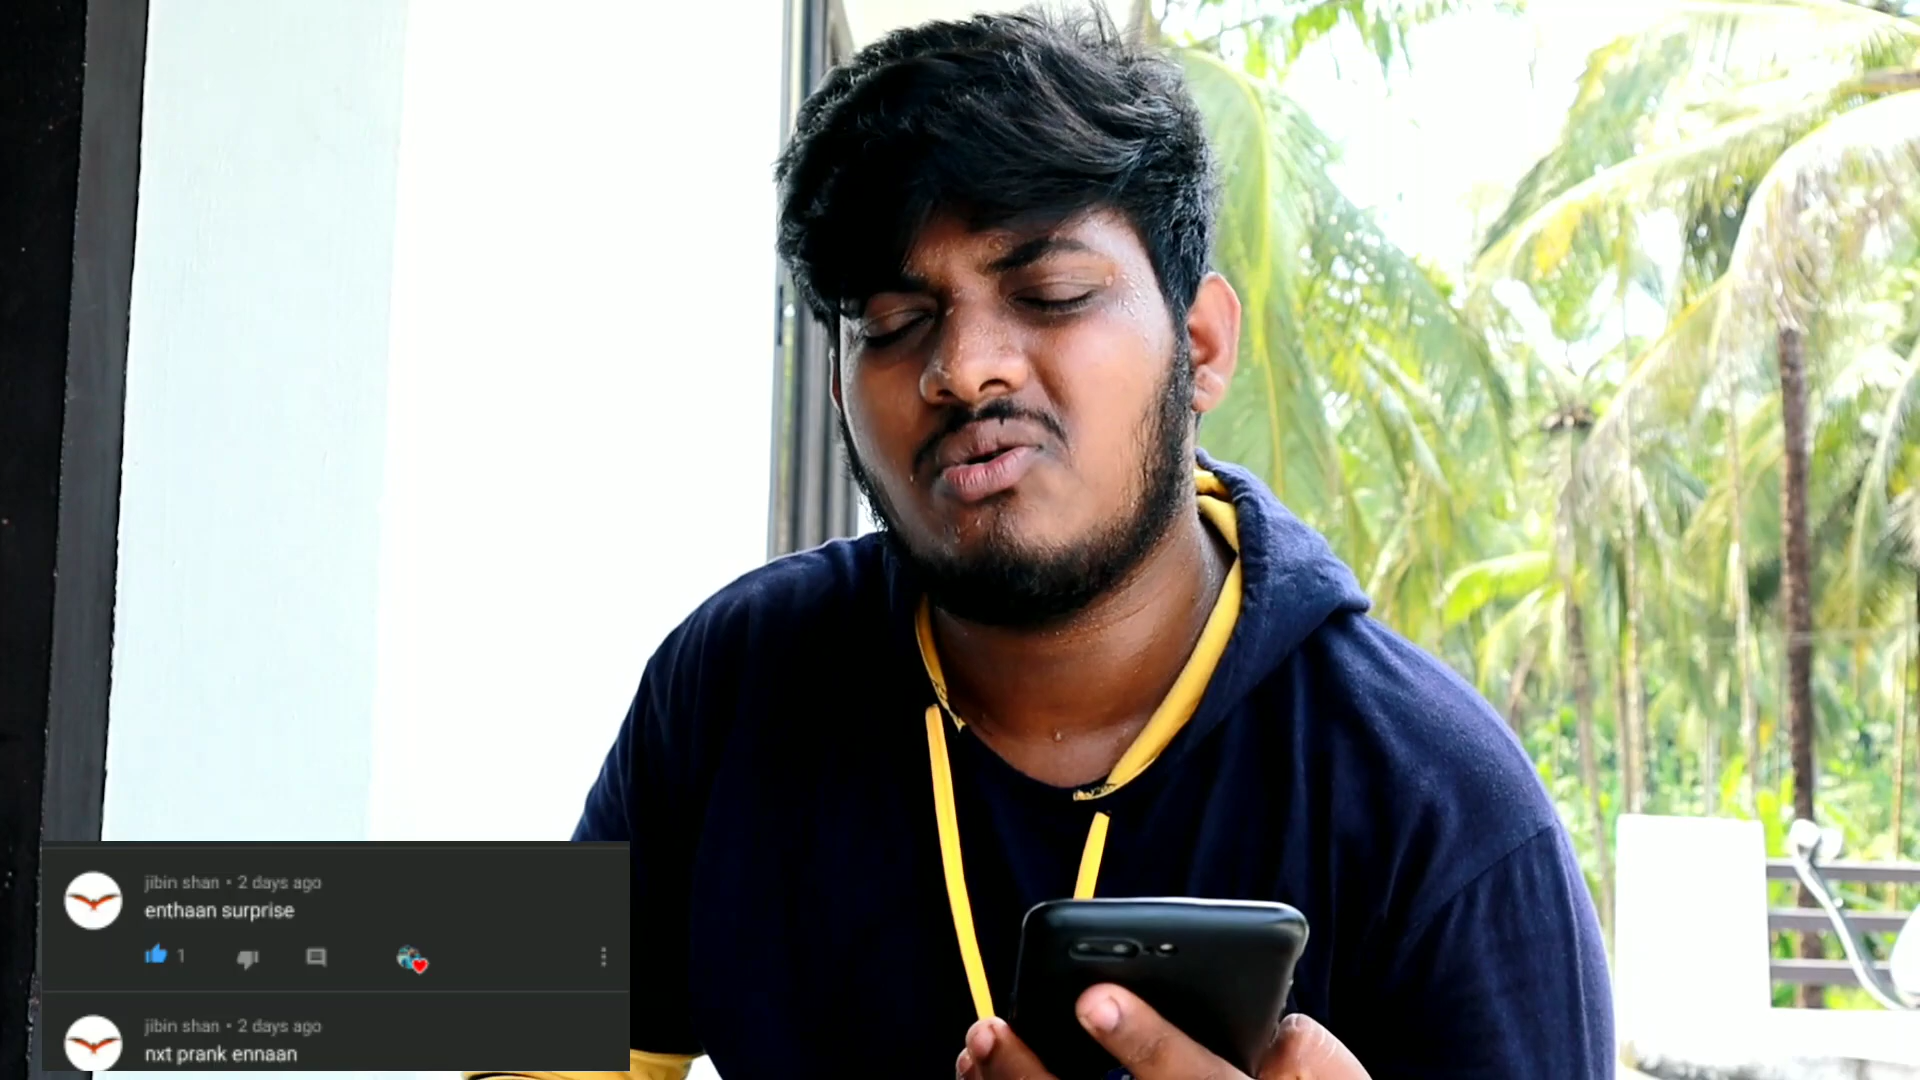 jibin shan • 2 days ago
enthaan surprise
1
jibin shan • 2 days ago
nxt prank ennaan